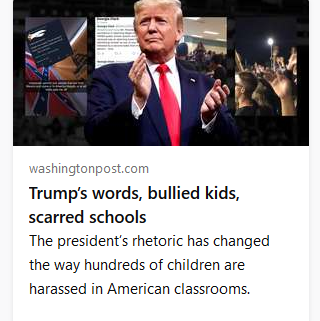 washingtonpost.com
Trump’s words, bullied kids,
scarred schools
The president’s rhetoric has changed
the way hundreds of children are
harassed in American classrooms.